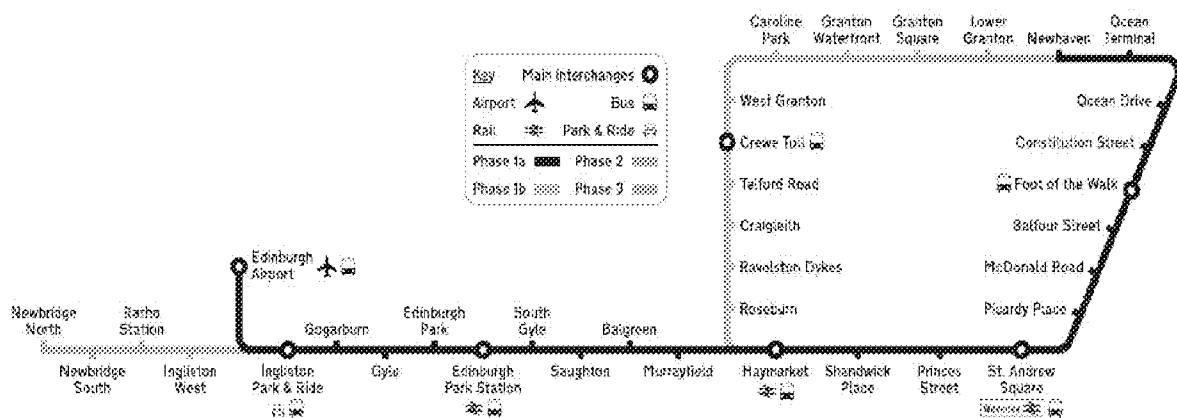 Caroline
Park
Granton
Waterfront
Granton
Square
Lower
Granton
Newhaven
Ocean
Terminal
Key
Main Interchanges
Airport
Bus
Rail
Park & Ride
Phase 1a
Phase 2
Phase 1b
Phase 3
West Granton
Crewe Toll
Telford Road
Craigleith
Ravelston Dykes
Roseburn
Ocean Drive
Constitution Street
Foot of the Walk
Balfour Street
McDonald Road
Picardy Place
Edinburgh
Airport
Newbridge
North
Ratho
Station
Gogarburn
Edinburgh
Park
South
Gyle
Balgreen
Newbridge
South
Ingliston
West
Ingliston
Park & Ride
Gyle
Edinburgh
Park Station
Saughton
Murrayfield
Haymarket
Shandwick
Place
Princes
Street
St. Andrew
Square